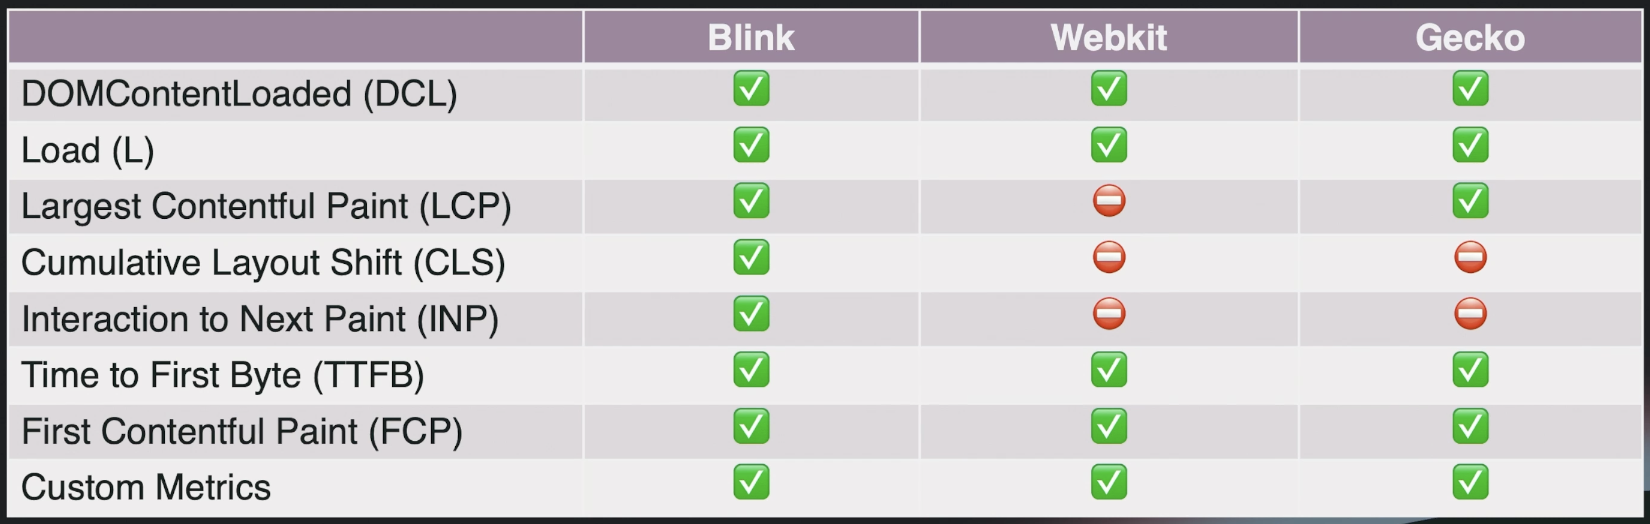 Blink Webkit Gecko
DOMContentLoaded (DCL) ✅ ✅ ✅
Load (L) ✅ ✅ ✅
Largest Contentful Paint (LCP) ✅ ⛔ ✅
Cumulative Layout Shift (CLS) ✅ ⛔ ⛔
Interaction to Next Paint (INP) ✅ ⛔ ⛔
Time to First Byte (TTFB) ✅ ✅ ✅
First Contentful Paint (FCP) ✅ ✅ ✅
Custom Metrics ✅ ✅ ✅